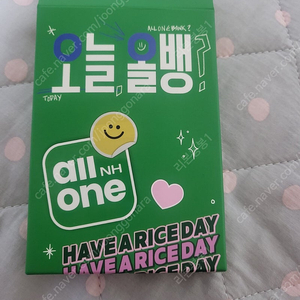 ALL ONE BANK?
오늘, 올뱅?
TODAY
all
NH
one
HAVE A RICE DAY
HAVE A RICE DAY
HAVE A RICE DAY